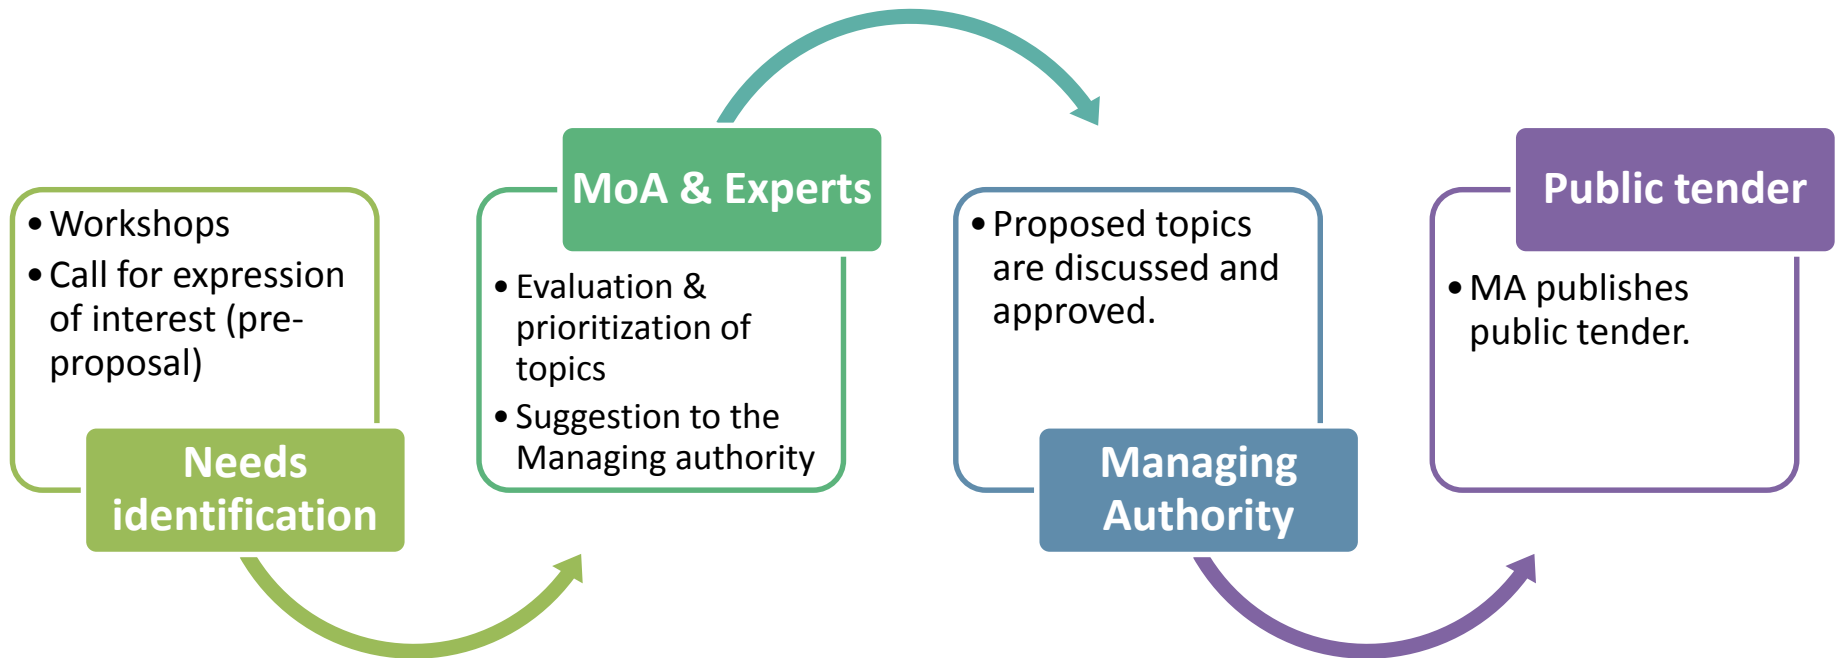 • Workshops
• Call for expression
of interest (pre-
proposal)
Needs
identification
MoA & Experts
• Evaluation &
prioritization of
topics
• Suggestion to the
Managing authority
• Proposed topics
are discussed and
approved.
Managing
Authority
Public tender
• MA publishes
public tender.